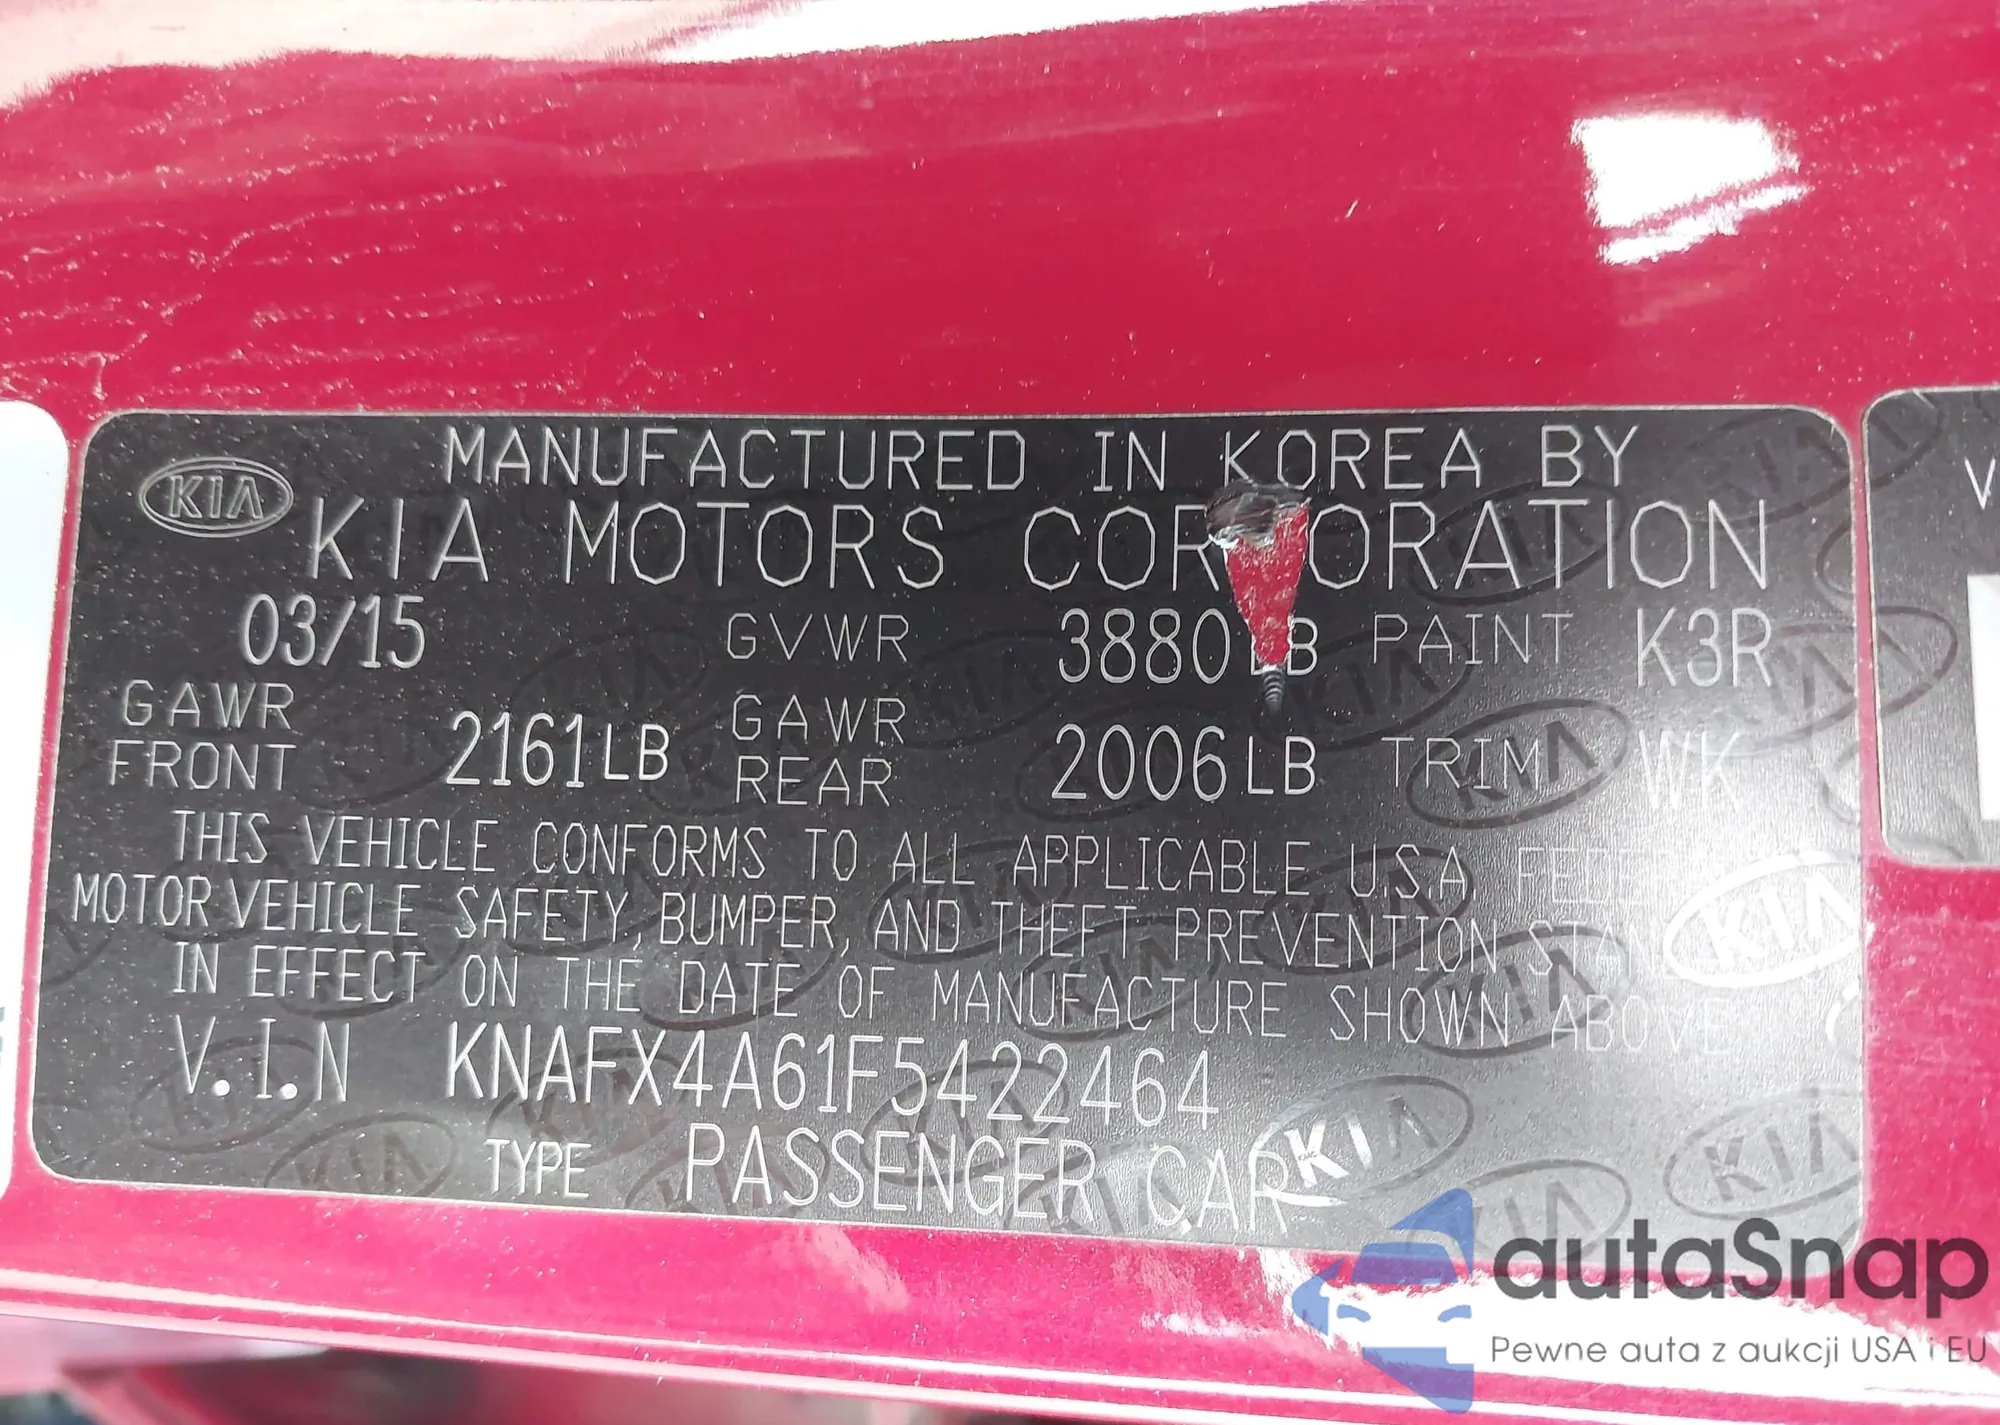 KIA
MANUFACTURED IN KOREA BY
KIA MOTORS CORPORATION
03/15 GVWR 3880LB PAINT K3R
GAWR FRONT 2161LB GAWR REAR 2006LB TRIM WK
THIS VEHICLE CONFORMS TO ALL APPLICABLE U.S.A
MOTOR VEHICLE SAFETY, BUMPER, AND THEFT PREVENTION
IN EFFECT ON THE DATE OF MANUFACTURE SHOWN ABOVE
V.I.N KNAFX4A61F5422464
TYPE PASSENGER CAR
KIA
KIA
autaSnap
Pewne auta z aukcji USA i EU